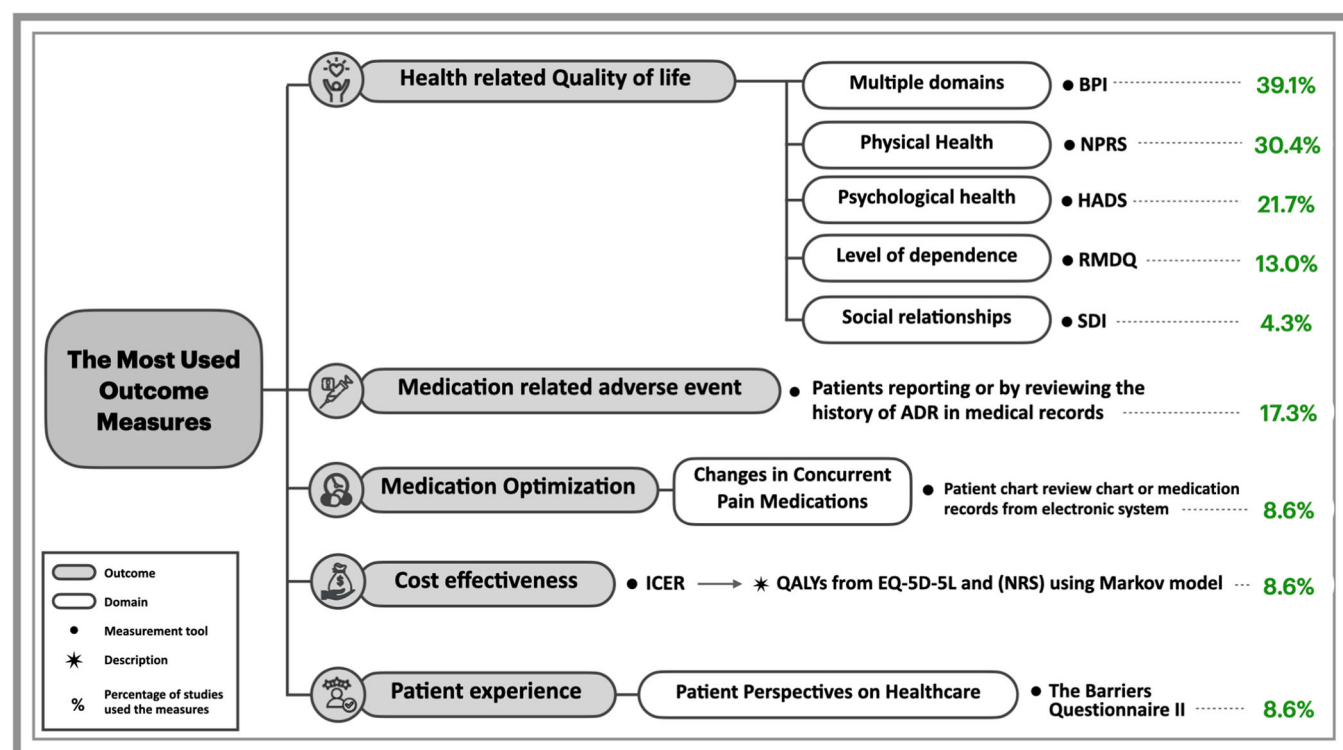 Health related Quality of life
Multiple domains
● BPI
39.1%
Physical Health
● NPRS
30.4%
Psychological health
● HADS
21.7%
Level of dependence
● RMDQ
13.0%
Social relationships
● SDI
4.3%
The Most Used
Outcome
Measures
Medication related adverse event
● Patients reporting or by reviewing the
history of ADR in medical records
17.3%
Medication Optimization
Changes in Concurrent
Pain Medications
● Patient chart review chart or medication
records from electronic system
8.6%
Cost effectiveness
● ICER
QALYs from EQ-5D-5L and (NRS) using Markov model
8.6%
Patient experience
Patient Perspectives on Healthcare
● The Barriers
Questionnaire II
8.6%
Outcome
Domain
● Measurement tool
Description
% Percentage of studies
used the measures